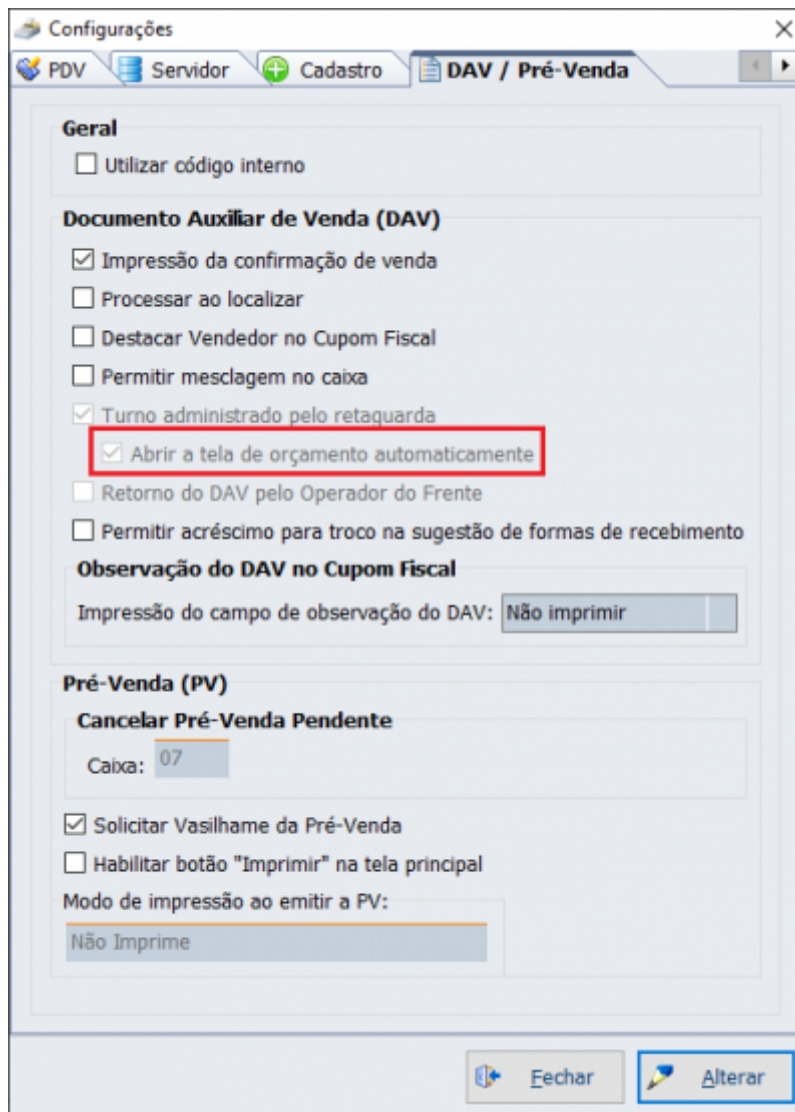 Configurações
PDV Servidor Cadastro DAV / Pré-Venda
Geral
Utilizar código interno
Documento Auxiliar de Venda (DAV)
Impressão da confirmação de venda
Processar ao localizar
Destacar Vendedor no Cupom Fiscal
Permitir mesclagem no caixa
Turno administrado pelo retaguarda
Abrir a tela de orçamento automaticamente
Retorno do DAV pelo Operador do Frente
Permitir acréscimo para troco na sugestão de formas de recebimento
Observação do DAV no Cupom Fiscal
Impressão do campo de observação do DAV: Não imprimir
Pré-Venda (PV)
Cancelar Pré-Venda Pendente
Caixa: 07
Solicitar Vasilhame da Pré-Venda
Habilitar botão "Imprimir" na tela principal
Modo de impressão ao emitir a PV:
Não Imprime
Fechar Alterar